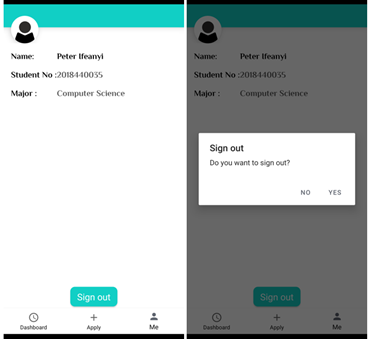 Name: Peter Ifeanyi
Student No :2018440035
Major : Computer Science
Sign out
Dashboard Apply Me
Name: Peter Ifeanyi
Student No :2018440035
Major : Computer Science
Sign out
Do you want to sign out?
NO YES
Sign out
Dashboard Apply Me